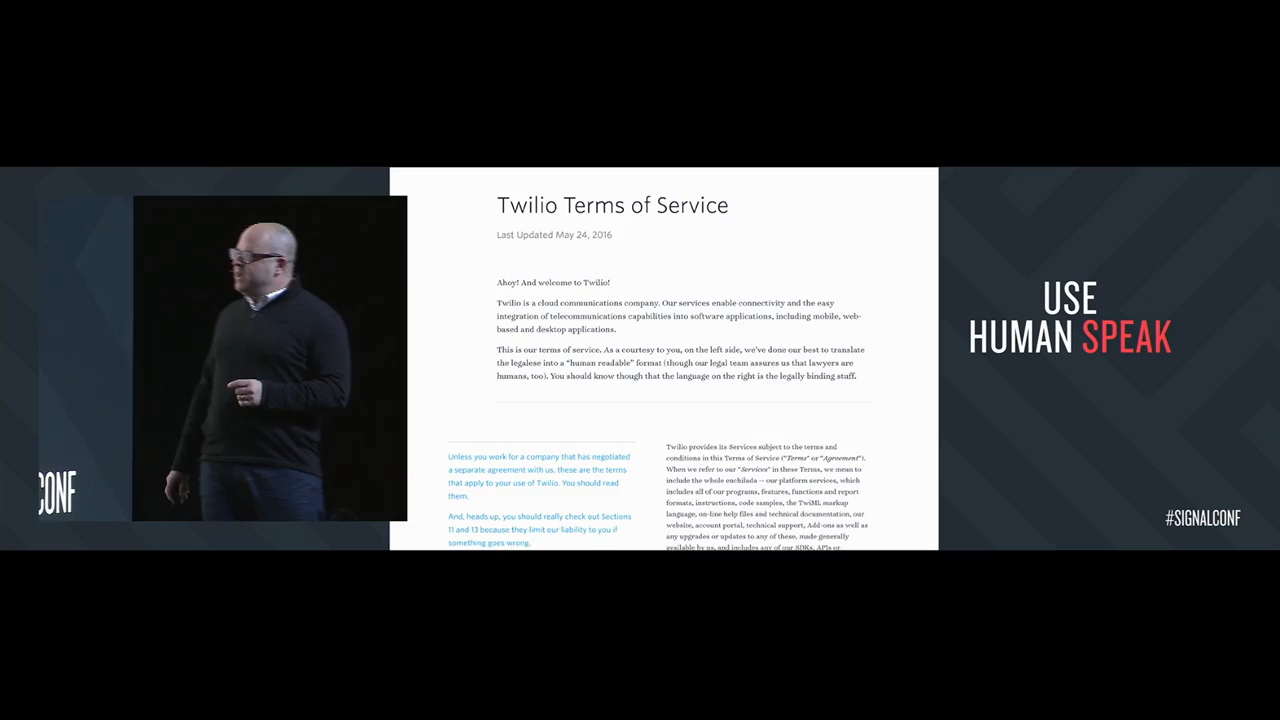 Twilio Terms of Service
Last Updated May 24, 2016
Ahoy! And welcome to Twilio!
Twilio is a cloud communications company. Our services enable connectivity and the easy
integration of telecommunications capabilities into software applications, including mobile, web-
based and desktop applications.
This is our terms of service. As a courtesy to you, on the left side, we've done our best to translate
the legalese into a “human readable” format (though our legal team assures us that lawyers are
humans, too). You should know though that the language on the right is the legally binding stuff.
Unless you work for a company that has negotiated
a separate agreement with us, these are the terms
that apply to your use of Twilio. You should read
them.
And, heads up, you should really check out Sections
11 and 13 because they limit our liability to you if
something goes wrong.
Twilio provides its Services subject to the terms and
conditions in this Terms of Service ("Terms" or "Agreement").
When we refer to our "Services" in these Terms, we mean to
include the whole enchilada -- our platform services, which
includes all of our programs, features, functions and report
formats, instructions, code samples, the TwiML markup
language, on-line help files and technical documentation, our
website, account portal, technical support, Add-ons as well as
any upgrades or updates to any of these, made generally
available by us, and includes any of our SDKs, APIs or
USE
HUMAN SPEAK
CONF
#SIGNALCONF